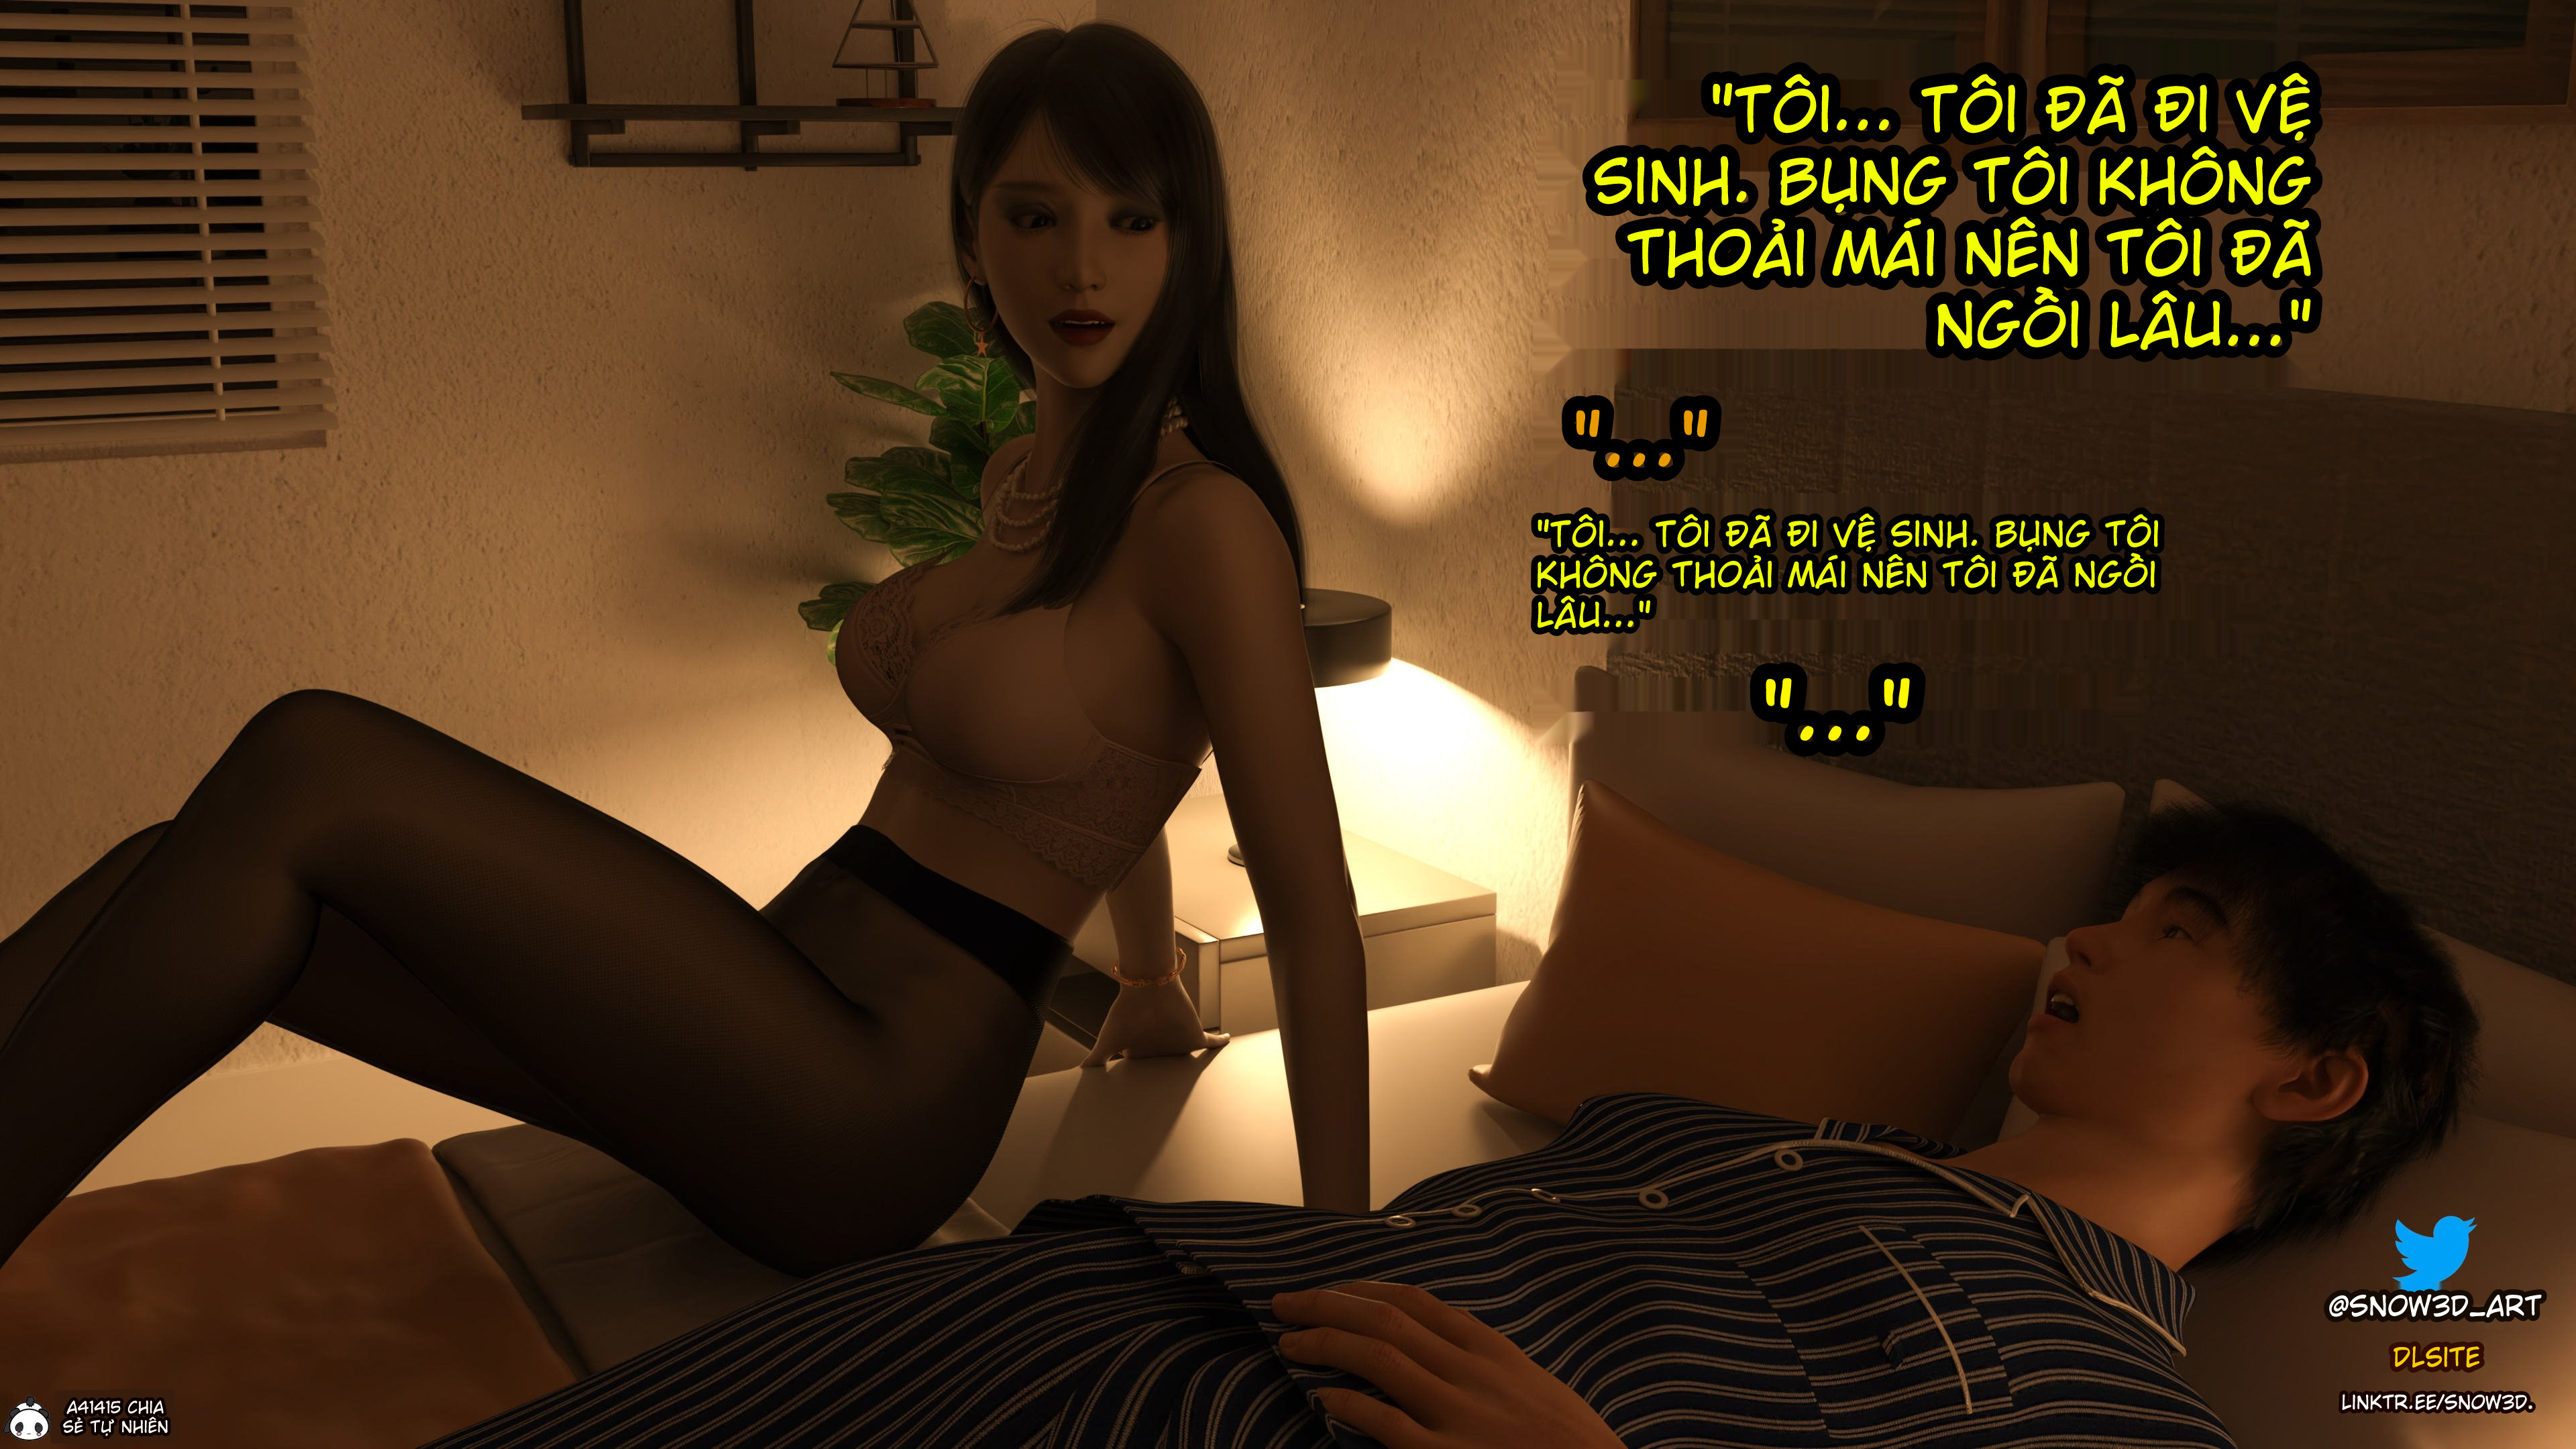 "TÔI... TÔI ĐÃ ĐI VỆ
SINH. BỤNG TÔI KHÔNG
THOẢI MÁI NÊN TÔI ĐÃ
NGỒI LÂU..."
"..."
"TÔI... TÔI ĐÃ ĐI VỆ SINH. BỤNG TÔI
KHÔNG THOẢI MÁI NÊN TÔI ĐÃ NGỒI
LÂU..."
"..."
@SNOW3D_ART
DLSITE
LINKTR.EE/SNOW3D.
A41415 CHIA
SẺ TỰ NHIÊN